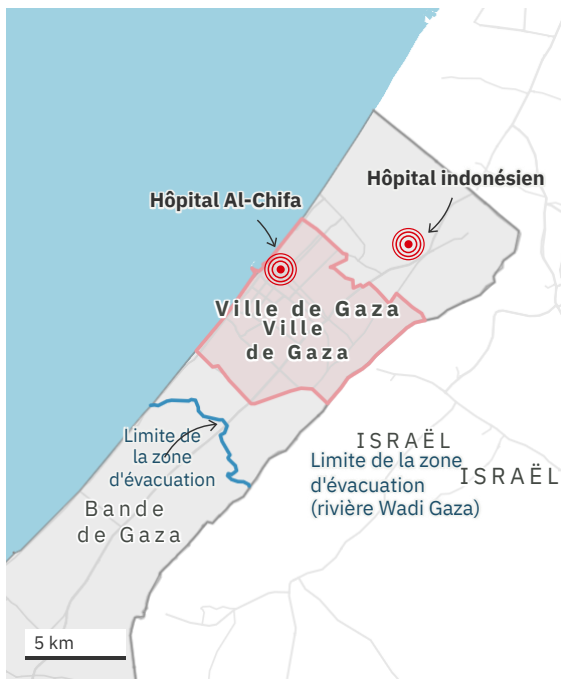 Hôpital indonésien
Hôpital Al-Chifa
Ville de Gaza
Ville
de Gaza
Limite de
la zone
d'évacuation
ISRAËL
Limite de la zone
d'évacuation
(rivière Wadi Gaza)
ISRAËL
Bande
de Gaza
5 km